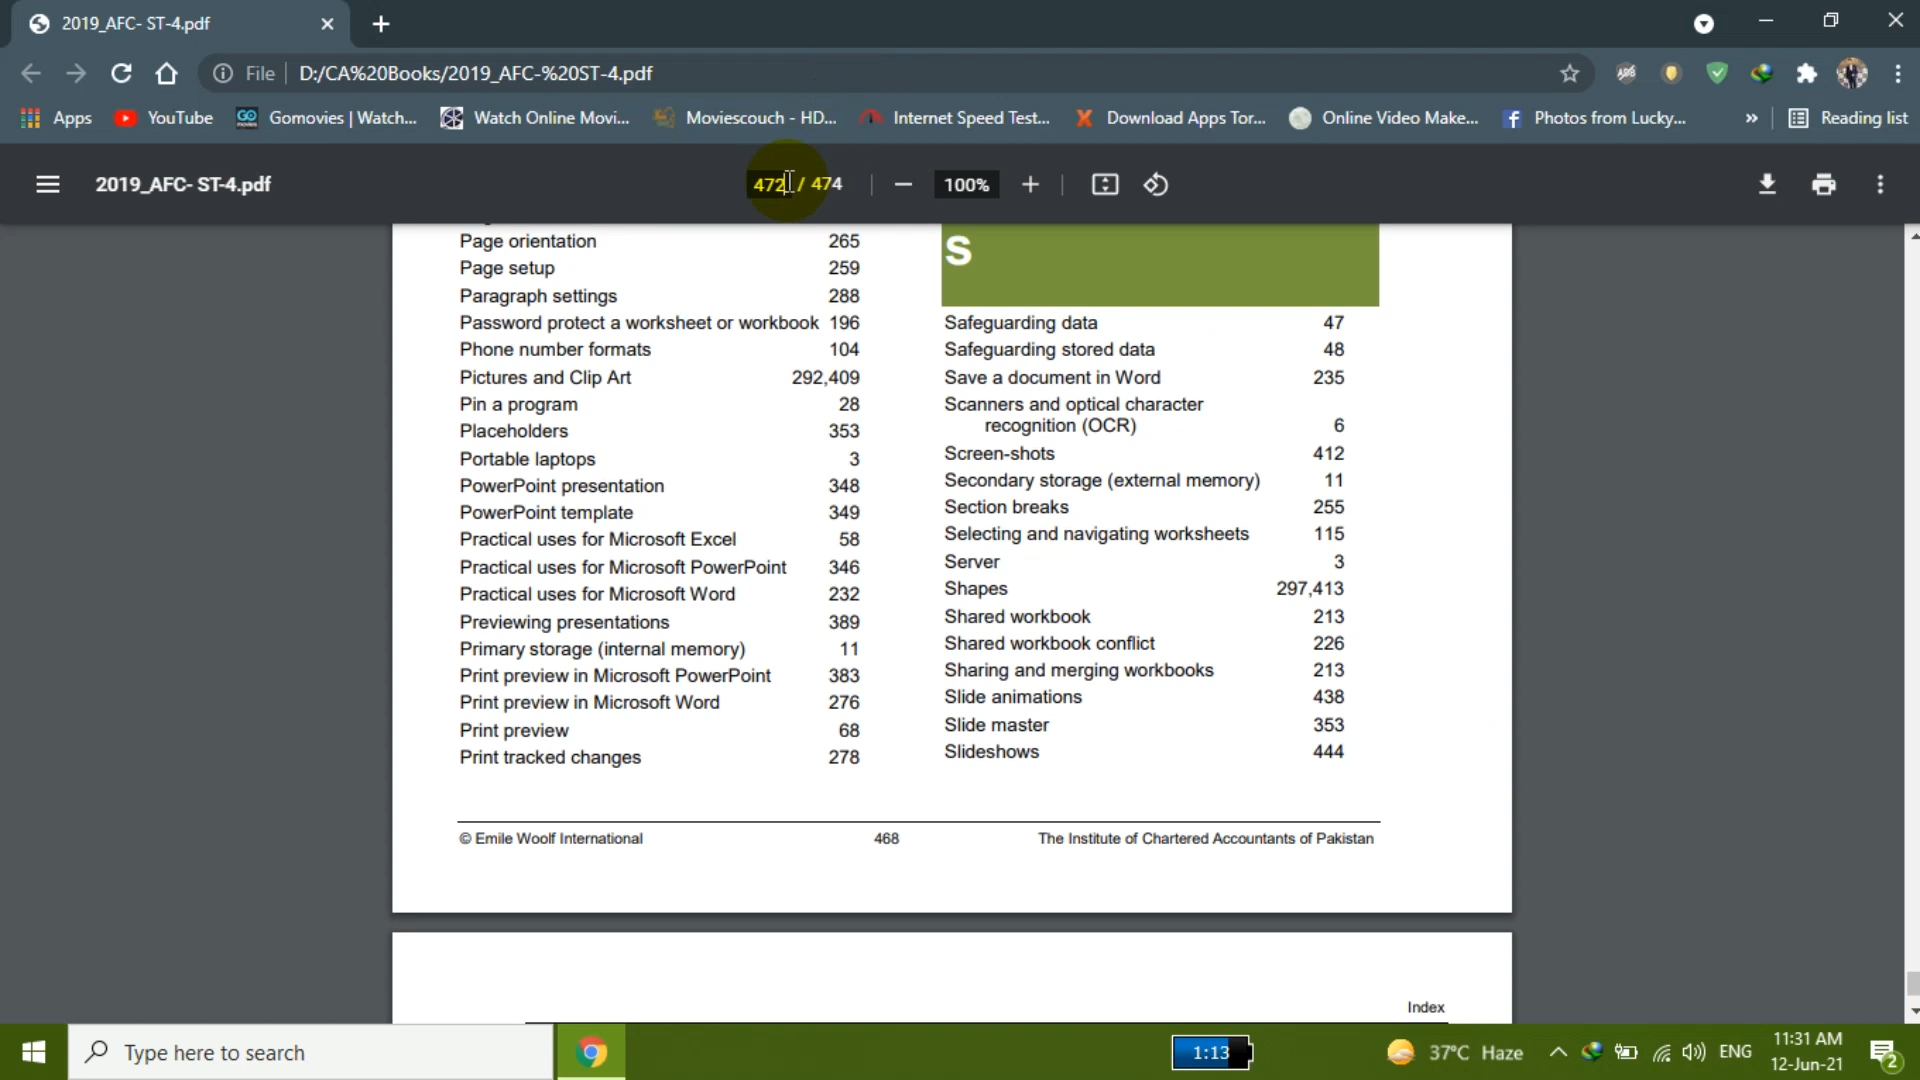 2019_AFC- ST-4.pdf
File D:/CA%20Books/2019_AFC-%20ST-4.pdf
Apps YouTube Gomovies | Watch... Watch Online Movi... Moviescouch - HD... Internet Speed Test... Download Apps Tor... Online Video Make... Photos from Lucky... » Reading list
2019_AFC- ST-4.pdf 472 / 474 100%
Page orientation 265
Page setup 259
Paragraph settings 288
Password protect a worksheet or workbook 196
Phone number formats 104
Pictures and Clip Art 292,409
Pin a program 28
Placeholders 353
Portable laptops 3
PowerPoint presentation 348
PowerPoint template 349
Practical uses for Microsoft Excel 58
Practical uses for Microsoft PowerPoint 346
Practical uses for Microsoft Word 232
Previewing presentations 389
Primary storage (internal memory) 11
Print preview in Microsoft PowerPoint 383
Print preview in Microsoft Word 276
Print preview 68
Print tracked changes 278
S
Safeguarding data 47
Safeguarding stored data 48
Save a document in Word 235
Scanners and optical character
recognition (OCR) 6
Screen-shots 412
Secondary storage (external memory) 11
Section breaks 255
Selecting and navigating worksheets 115
Server 3
Shapes 297,413
Shared workbook 213
Shared workbook conflict 226
Sharing and merging workbooks 213
Slide animations 438
Slide master 353
Slideshows 444
© Emile Woolf International 468 The Institute of Chartered Accountants of Pakistan
Index
Type here to search 1:13 37°C Haze ENG 11:31 AM
12-Jun-21 2